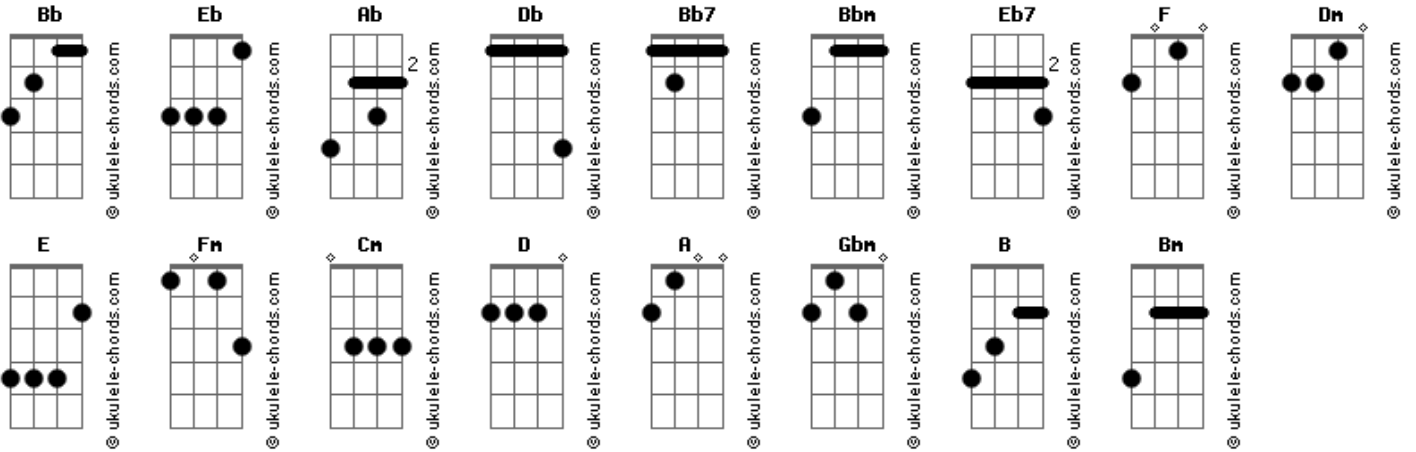 Bb Eb Ab Db Bb7 Bbm Eb7 F Dm
2 2
© ukulele-chords.com © ukulele-chords.com © ukulele-chords.com © ukulele-chords.com © ukulele-chords.com © ukulele-chords.com © ukulele-chords.com © ukulele-chords.com © ukulele-chords.com
E Fm Cm D A Gbm B Bm
© ukulele-chords.com © ukulele-chords.com © ukulele-chords.com © ukulele-chords.com © ukulele-chords.com © ukulele-chords.com © ukulele-chords.com © ukulele-chords.com